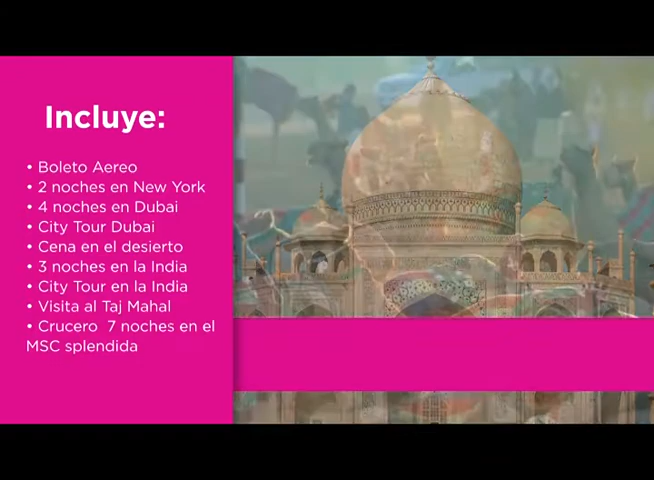 Incluye:
• Boleto Aereo
• 2 noches en New York
• 4 noches en Dubai
• City Tour Dubai
• Cena en el desierto
• 3 noches en la India
• City Tour en la India
• Visita al Taj Mahal
• Crucero 7 noches en el
MSC splendida